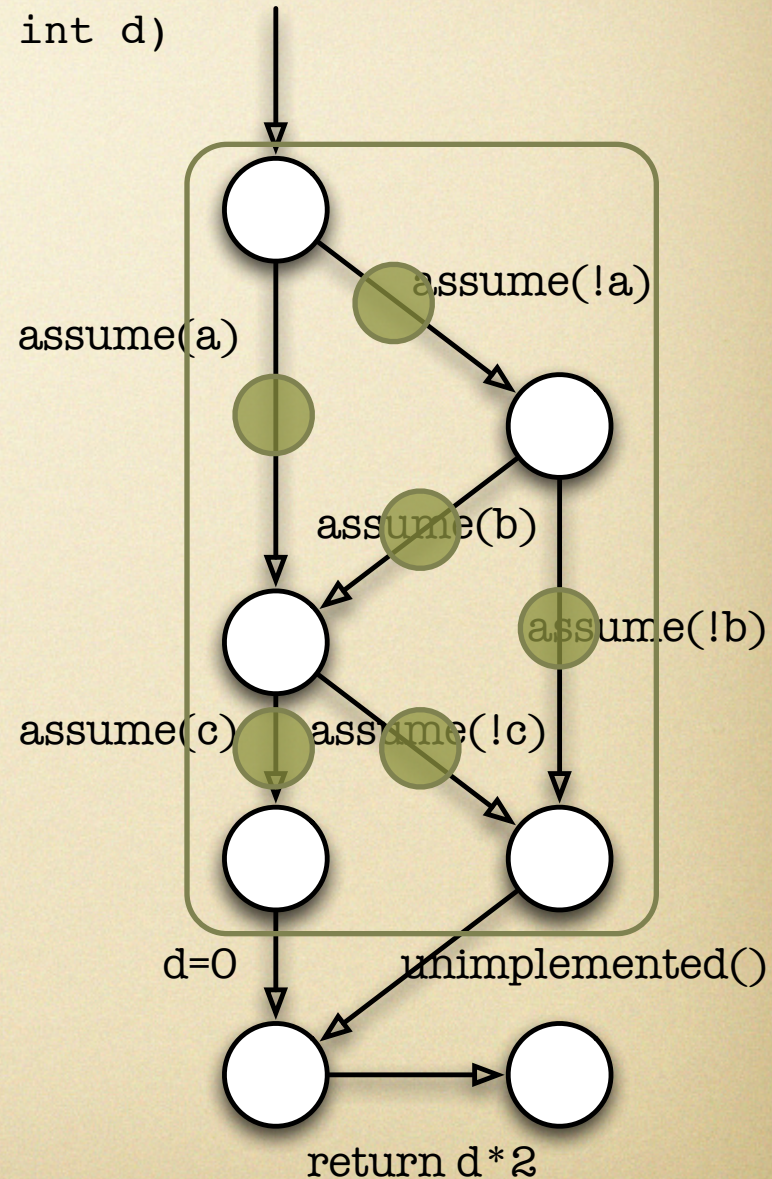 int d)
assume(!a)
assume(a)
assume(b)
assume(!b)
assume(c)
assume(!c)
d=0
unimplemented()
return d*2